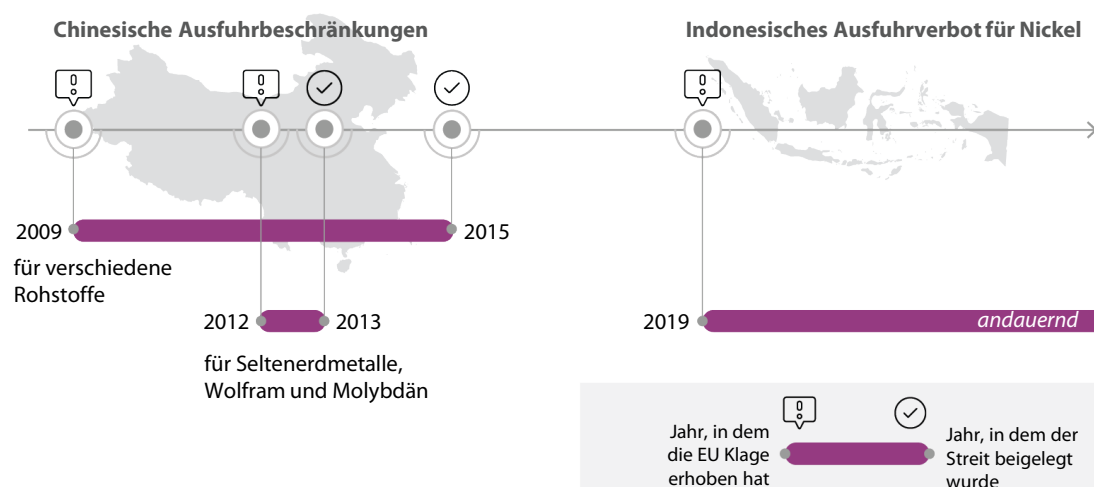 Chinesische Ausfuhrbeschränkungen
Indonesisches Ausfuhrverbot für Nickel
2009
2015
für verschiedene
Rohstoffe
2012
2013
für Seltenerdmetalle,
Wolfram und Molybdän
2019
andauernd
Jahr, in dem
die EU Klage
erhoben hat
Jahr, in dem der
Streit beigelegt
wurde